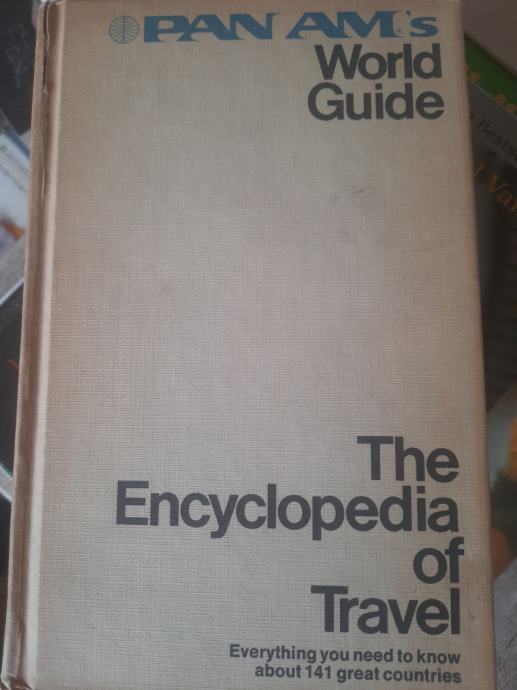 PAN AM.'s
World
Guide
The
Encyclopedia
of
Travel
Everything you need to know
about 141 great countries